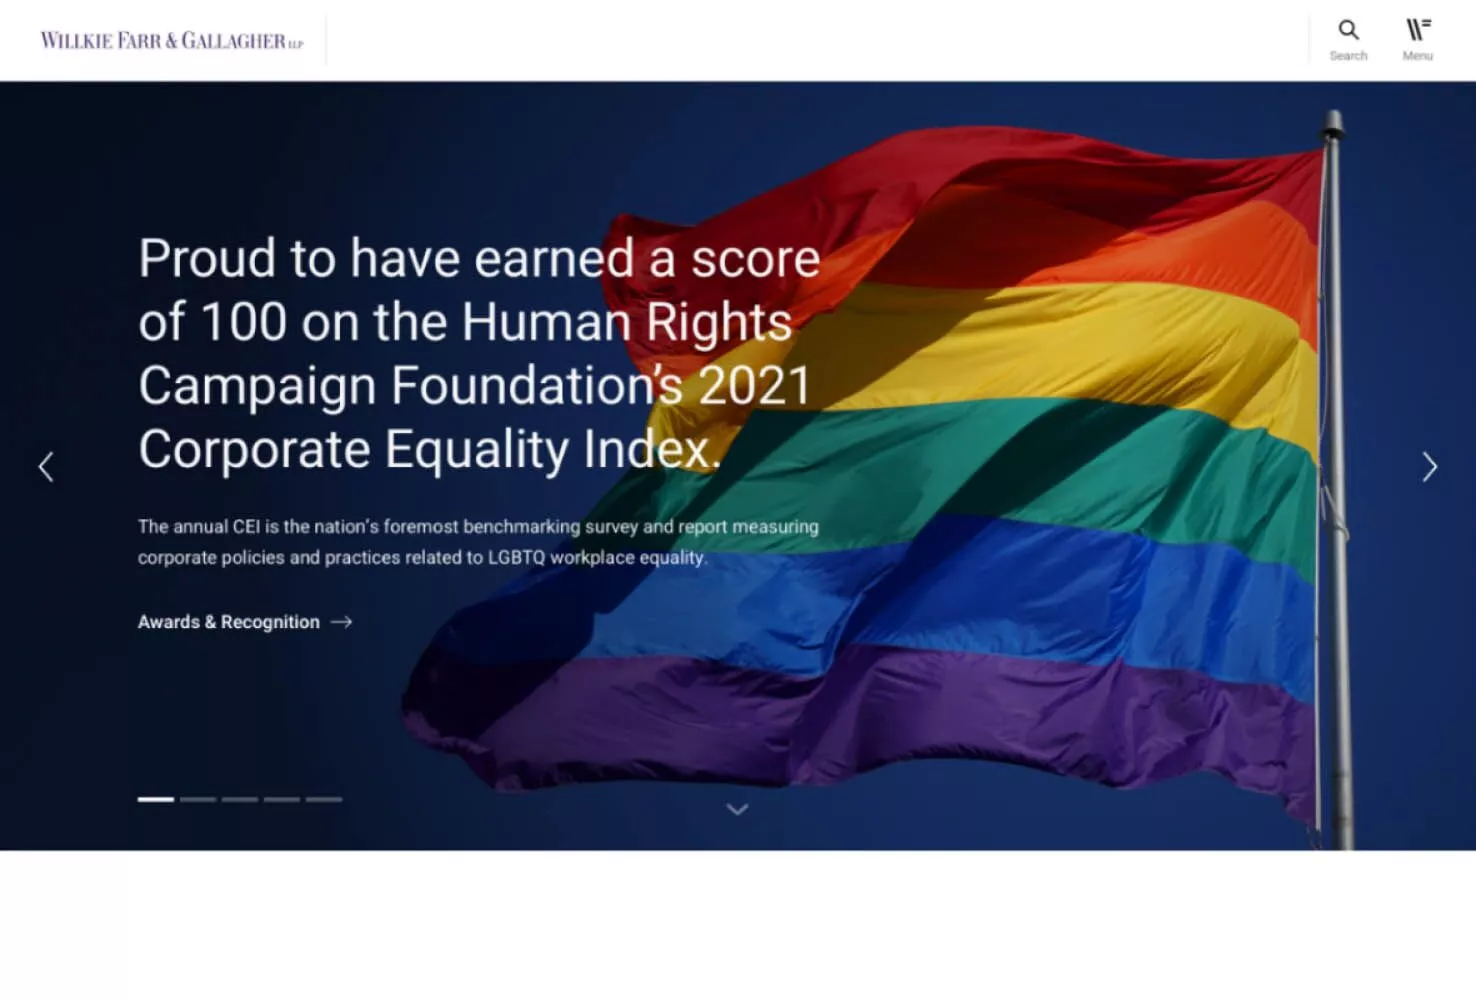 WILLKIE FARR & GALLAGHER LLP
Search
Menu
Proud to have earned a score
of 100 on the Human Rights
Campaign Foundation's 2021
Corporate Equality Index.
The annual CEI is the nation's foremost benchmarking survey and report measuring
corporate policies and practices related to LGBTQ workplace equality.
Awards & Recognition →